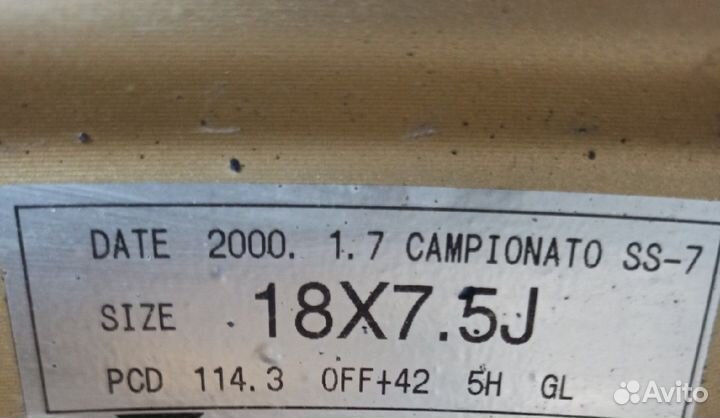 DATE 2000. 1.7 CAMPIONATO SS-7
SIZE 18X7.5J
PCD 114.3 OFF+42 5H GL
Avito